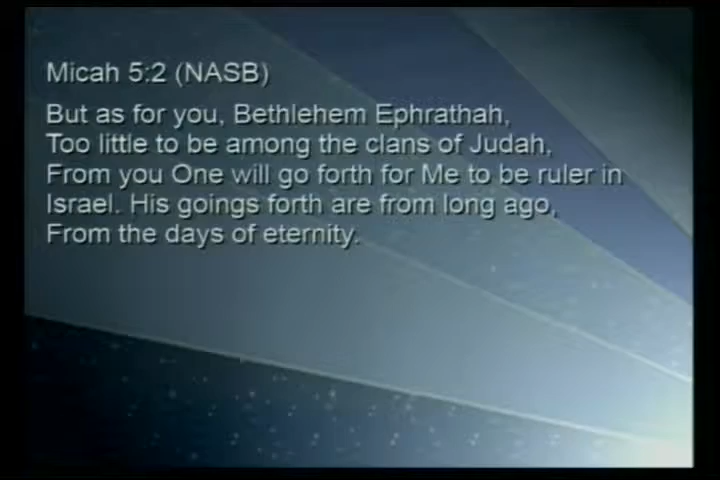 Micah 5:2 (NASB)
But as for you, Bethlehem Ephrathah,
Too little to be among the clans of Judah,
From you One will go forth for Me to be ruler in
Israel. His goings forth are from long ago,
From the days of eternity.